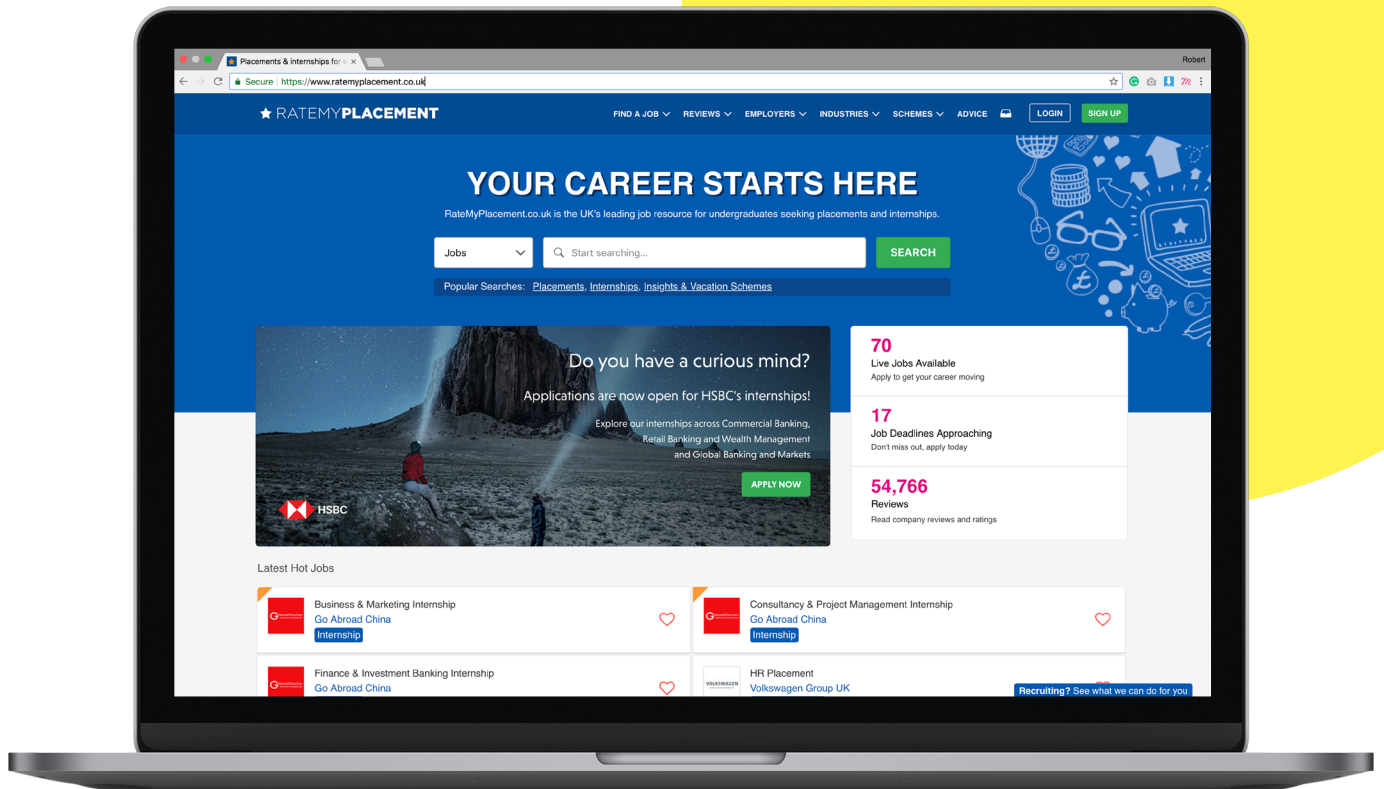 Placements & internships for s
Robert
Secure https://www.ratemyplacement.co.uk
RATEMYPLACEMENT
FIND A JOB REVIEWS EMPLOYERS INDUSTRIES SCHEMES ADVICE LOGIN SIGN UP
YOUR CAREER STARTS HERE
RateMyPlacement.co.uk is the UK's leading job resource for undergraduates seeking placements and internships.
Jobs Start searching... SEARCH
Popular Searches: Placements, Internships, Insights & Vacation Schemes
Do you have a curious mind?
Applications are now open for HSBC's internships!
Explore our internships across Commercial Banking,
Retail Banking and Wealth Management
and Global Banking and Markets
APPLY NOW
HSBC
70
Live Jobs Available
Apply to get your career moving
17
Job Deadlines Approaching
Don't miss out, apply today
54,766
Reviews
Read company reviews and ratings
Latest Hot Jobs
Business & Marketing Internship
Go Abroad China
Internship
Consultancy & Project Management Internship
Go Abroad China
Internship
Finance & Investment Banking Internship
Go Abroad China
VOLKSWAGEN
HR Placement
Volkswagen Group UK
Recruiting? See what we can do for you